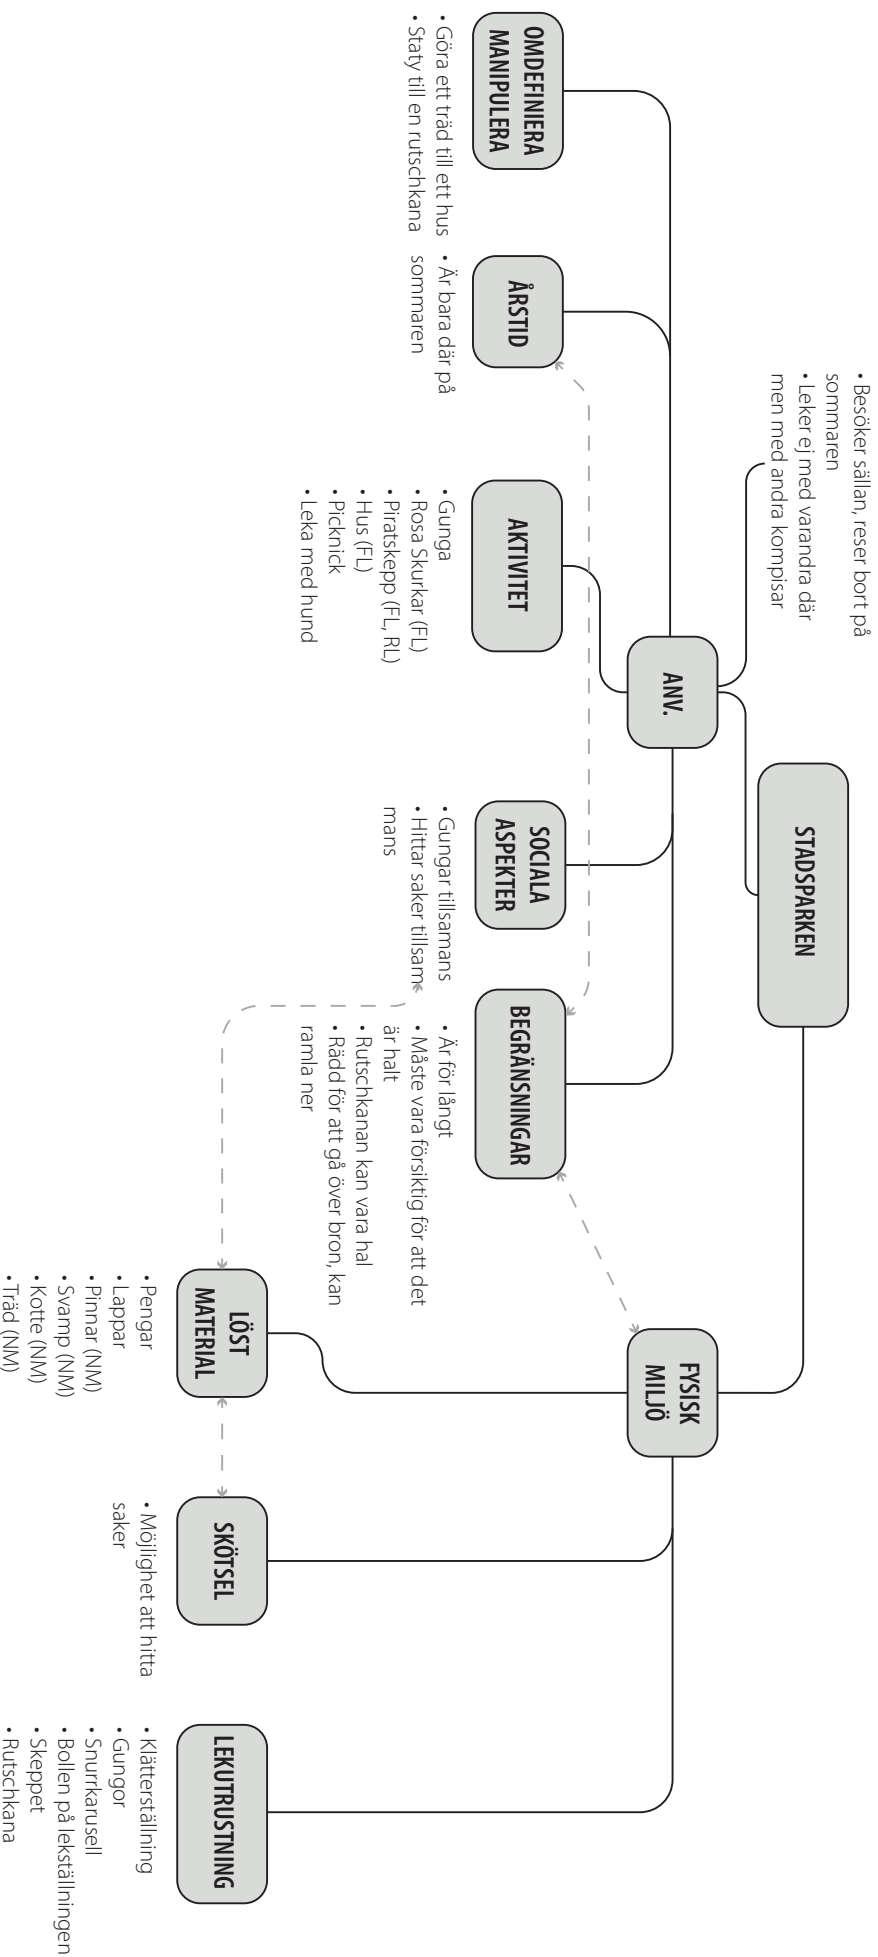 STADSPARKEN
• Besöker sällan, reser bort på
sommaren
• Leker ej med varandra där
men med andra kompisar
ANV.
FYSISK
MILJÖ
OMDEFINIERA
MANIPULERA
• Göra ett träd till ett hus
• Staty till en rutschkana
ÅRSTID
• Är bara där på
sommaren
AKTIVITET
• Gunga
• Rosa Skurkar (FL)
• Piratskepp (FL, RL)
• Hus (FL)
• Picknick
• Leka med hund
SOCIALA
ASPEKTER
• Gungar tillsamans
• Hittar saker tillsam
mans
BEGRÄNSNINGAR
• Är för långt
• Måste vara försiktig för att det
är halt
• Rutschkanan kan vara hal
• Rädd för att gå över bron, kan
ramla ner
LÖST
MATERIAL
• Pengar
• Lappar
• Pinnar (NM)
• Svamp (NM)
• Kotte (NM)
• Träd (NM)
SKÖTSEL
• Möjlighet att hitta
saker
LEKUTRUSTNING
• Klätterställning
• Gungor
• Snurrkarusell
• Bollen på lekställningen
• Skeppet
• Rutschkana